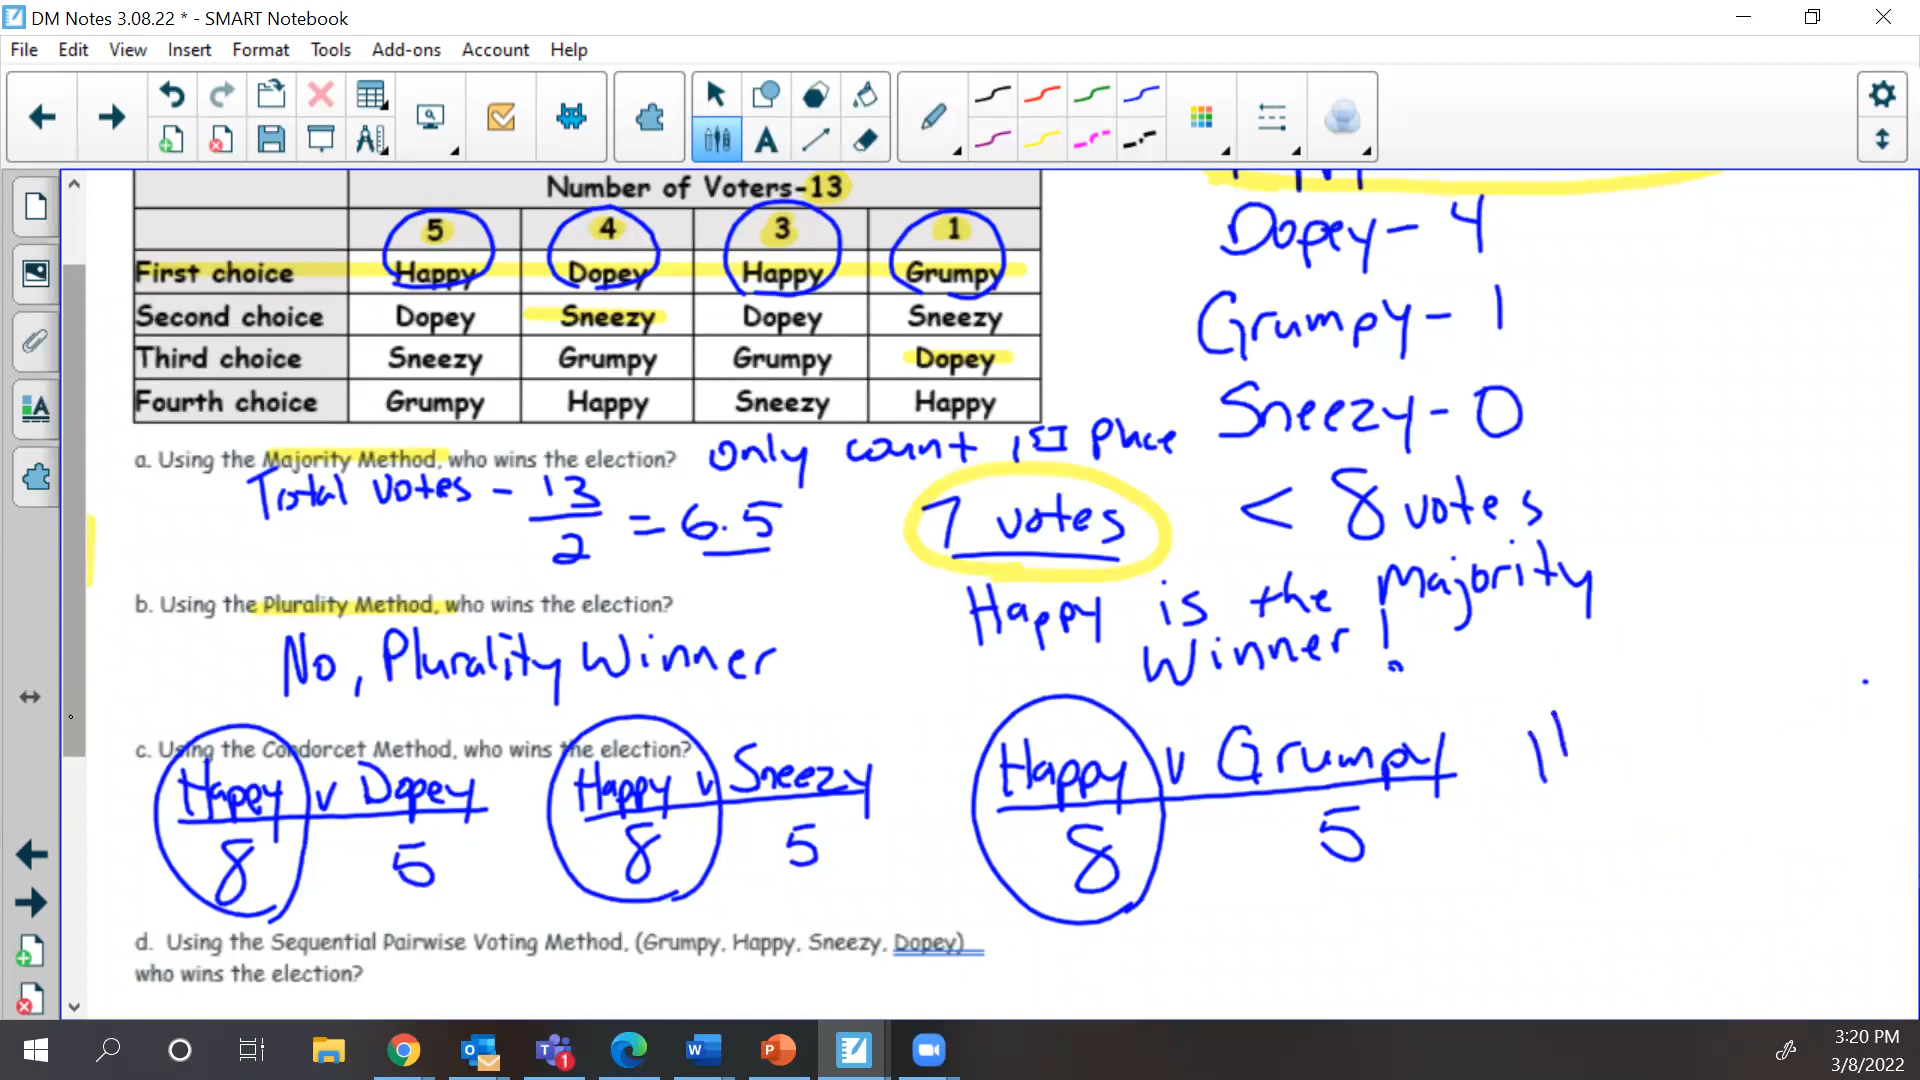 DM Notes 3.08.22 * - SMART Notebook
File Edit View Insert Format Tools Add-ons Account Help
Number of Voters-13
5 4 3 1
First choice Happy Dopey Happy Grumpy
Second choice Dopey Sneezy Dopey Sneezy
Third choice Sneezy Grumpy Grumpy Dopey
Fourth choice Grumpy Happy Sneezy Happy
Dopey- 4
Grumpy- 1
Sneezy- 0
a. Using the Majority Method, who wins the election? Only count 1st Place
Total Votes - 13/2 = 6.5
7 votes < 8 votes
Happy is the Majority
Winner!
b. Using the Plurality Method, who wins the election?
No, Plurality Winner
c. Using the Condorcet Method, who wins the election?
Happy v Dopey Happy v Sneezy Happy v Grumpy
8 5 8 5 8 5
d. Using the Sequential Pairwise Voting Method, (Grumpy, Happy, Sneezy, Dopey)
who wins the election?
1
3:20 PM
3/8/2022